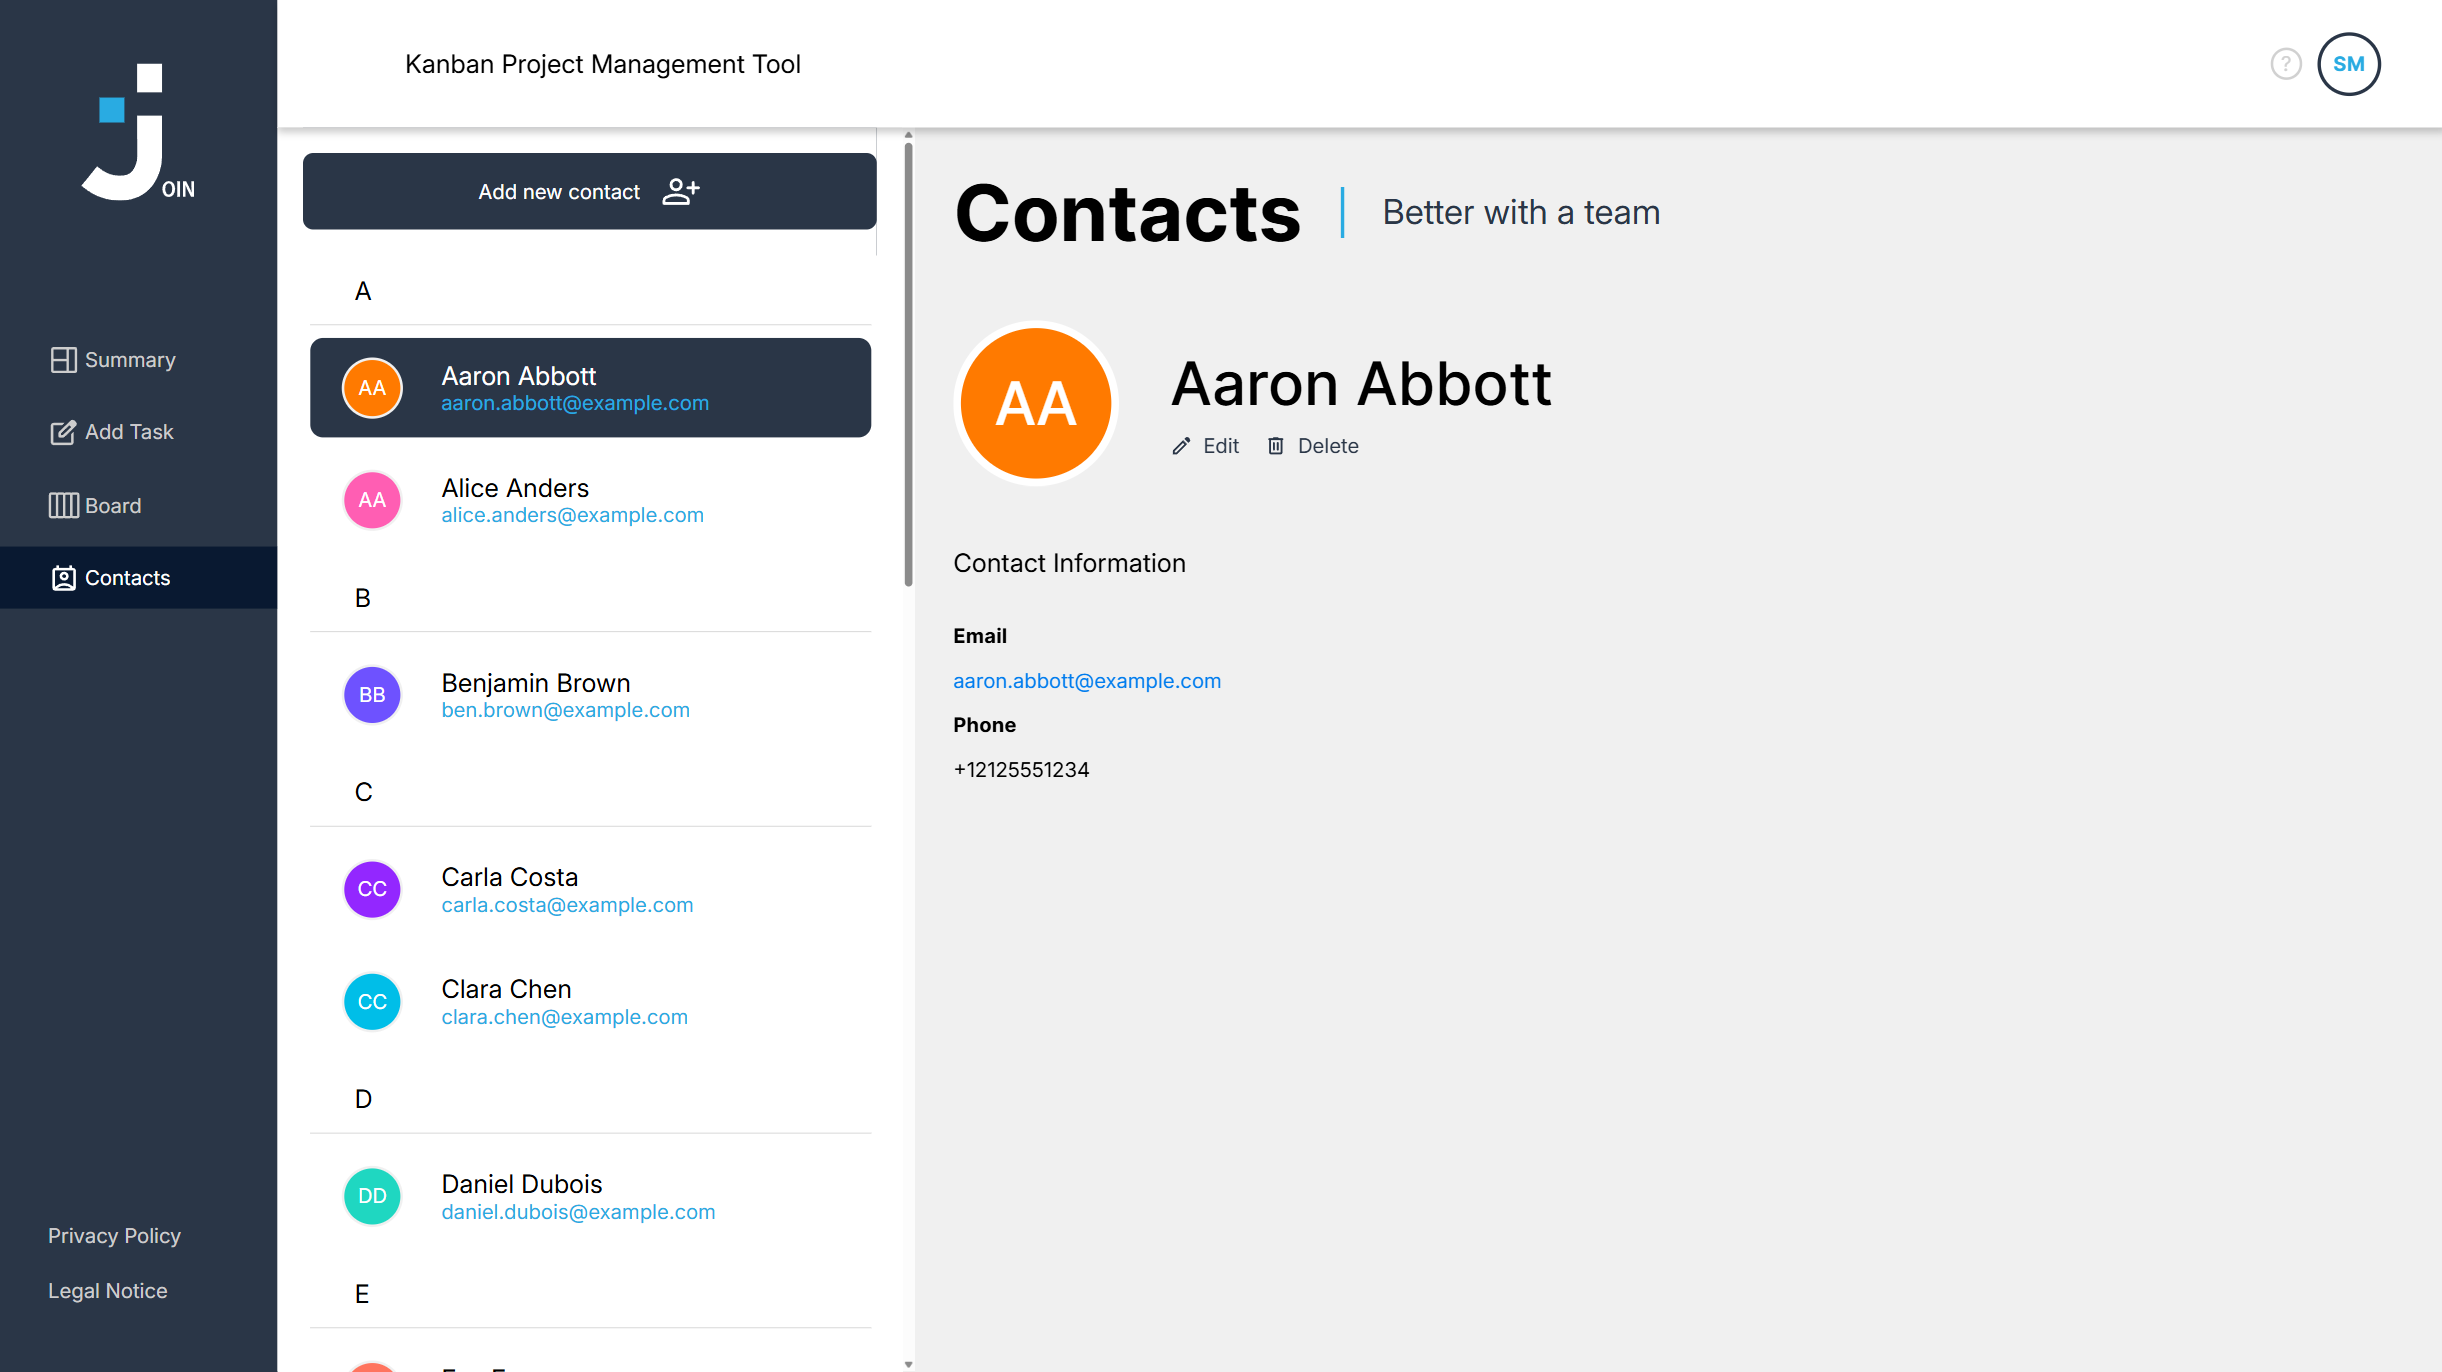 OIN
Summary
Add Task
Board
Contacts
Privacy Policy
Legal Notice
Kanban Project Management Tool
?
SM
Add new contact
A
AA
Aaron Abbott
aaron.abbott@example.com
AA
Alice Anders
alice.anders@example.com
B
BB
Benjamin Brown
ben.brown@example.com
C
CC
Carla Costa
carla.costa@example.com
CC
Clara Chen
clara.chen@example.com
D
DD
Daniel Dubois
daniel.dubois@example.com
E
Contacts
Better with a team
AA
Aaron Abbott
Edit
Delete
Contact Information
Email
aaron.abbott@example.com
Phone
+12125551234